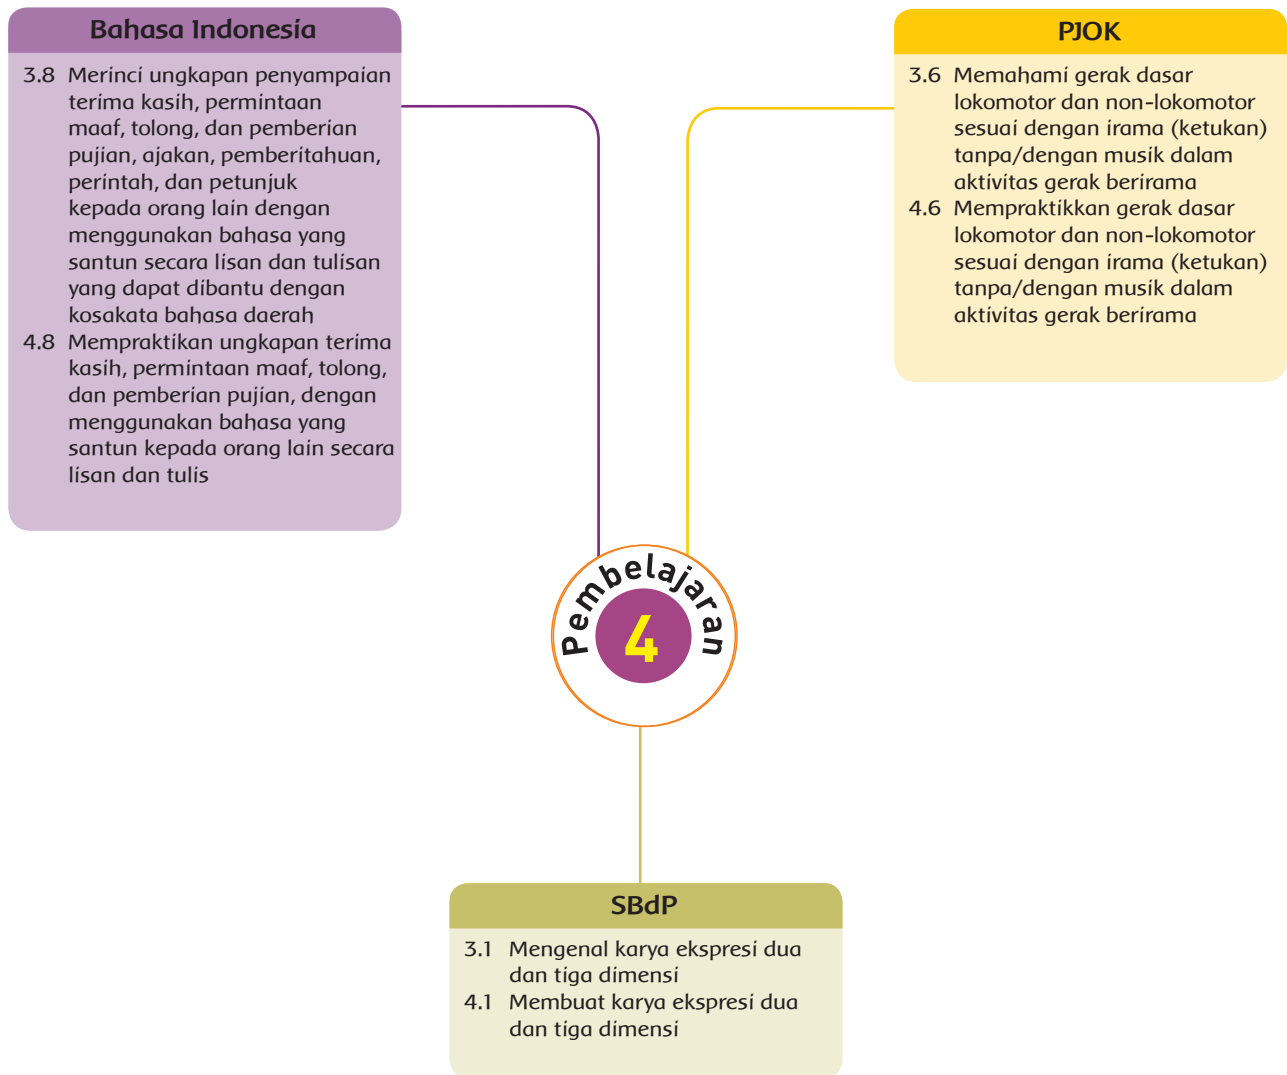 Bahasa Indonesia
3.8 Merinci ungkapan penyampaian
terima kasih, permintaan
maaf, tolong, dan pemberian
pujian, ajakan, pemberitahuan,
perintah, dan petunjuk
kepada orang lain dengan
menggunakan bahasa yang
santun secara lisan dan tulisan
yang dapat dibantu dengan
kosakata bahasa daerah
4.8 Mempraktikan ungkapan terima
kasih, permintaan maaf, tolong,
dan pemberian pujian, dengan
menggunakan bahasa yang
santun kepada orang lain secara
lisan dan tulis
PJOK
3.6 Memahami gerak dasar
lokomotor dan non-lokomotor
sesuai dengan irama (ketukan)
tanpa/dengan musik dalam
aktivitas gerak berirama
4.6 Mempraktikkan gerak dasar
lokomotor dan non-lokomotor
sesuai dengan irama (ketukan)
tanpa/dengan musik dalam
aktivitas gerak berirama
Pembelajaran
4
SBdP
3.1 Mengenal karya ekspresi dua
dan tiga dimensi
4.1 Membuat karya ekspresi dua
dan tiga dimensi